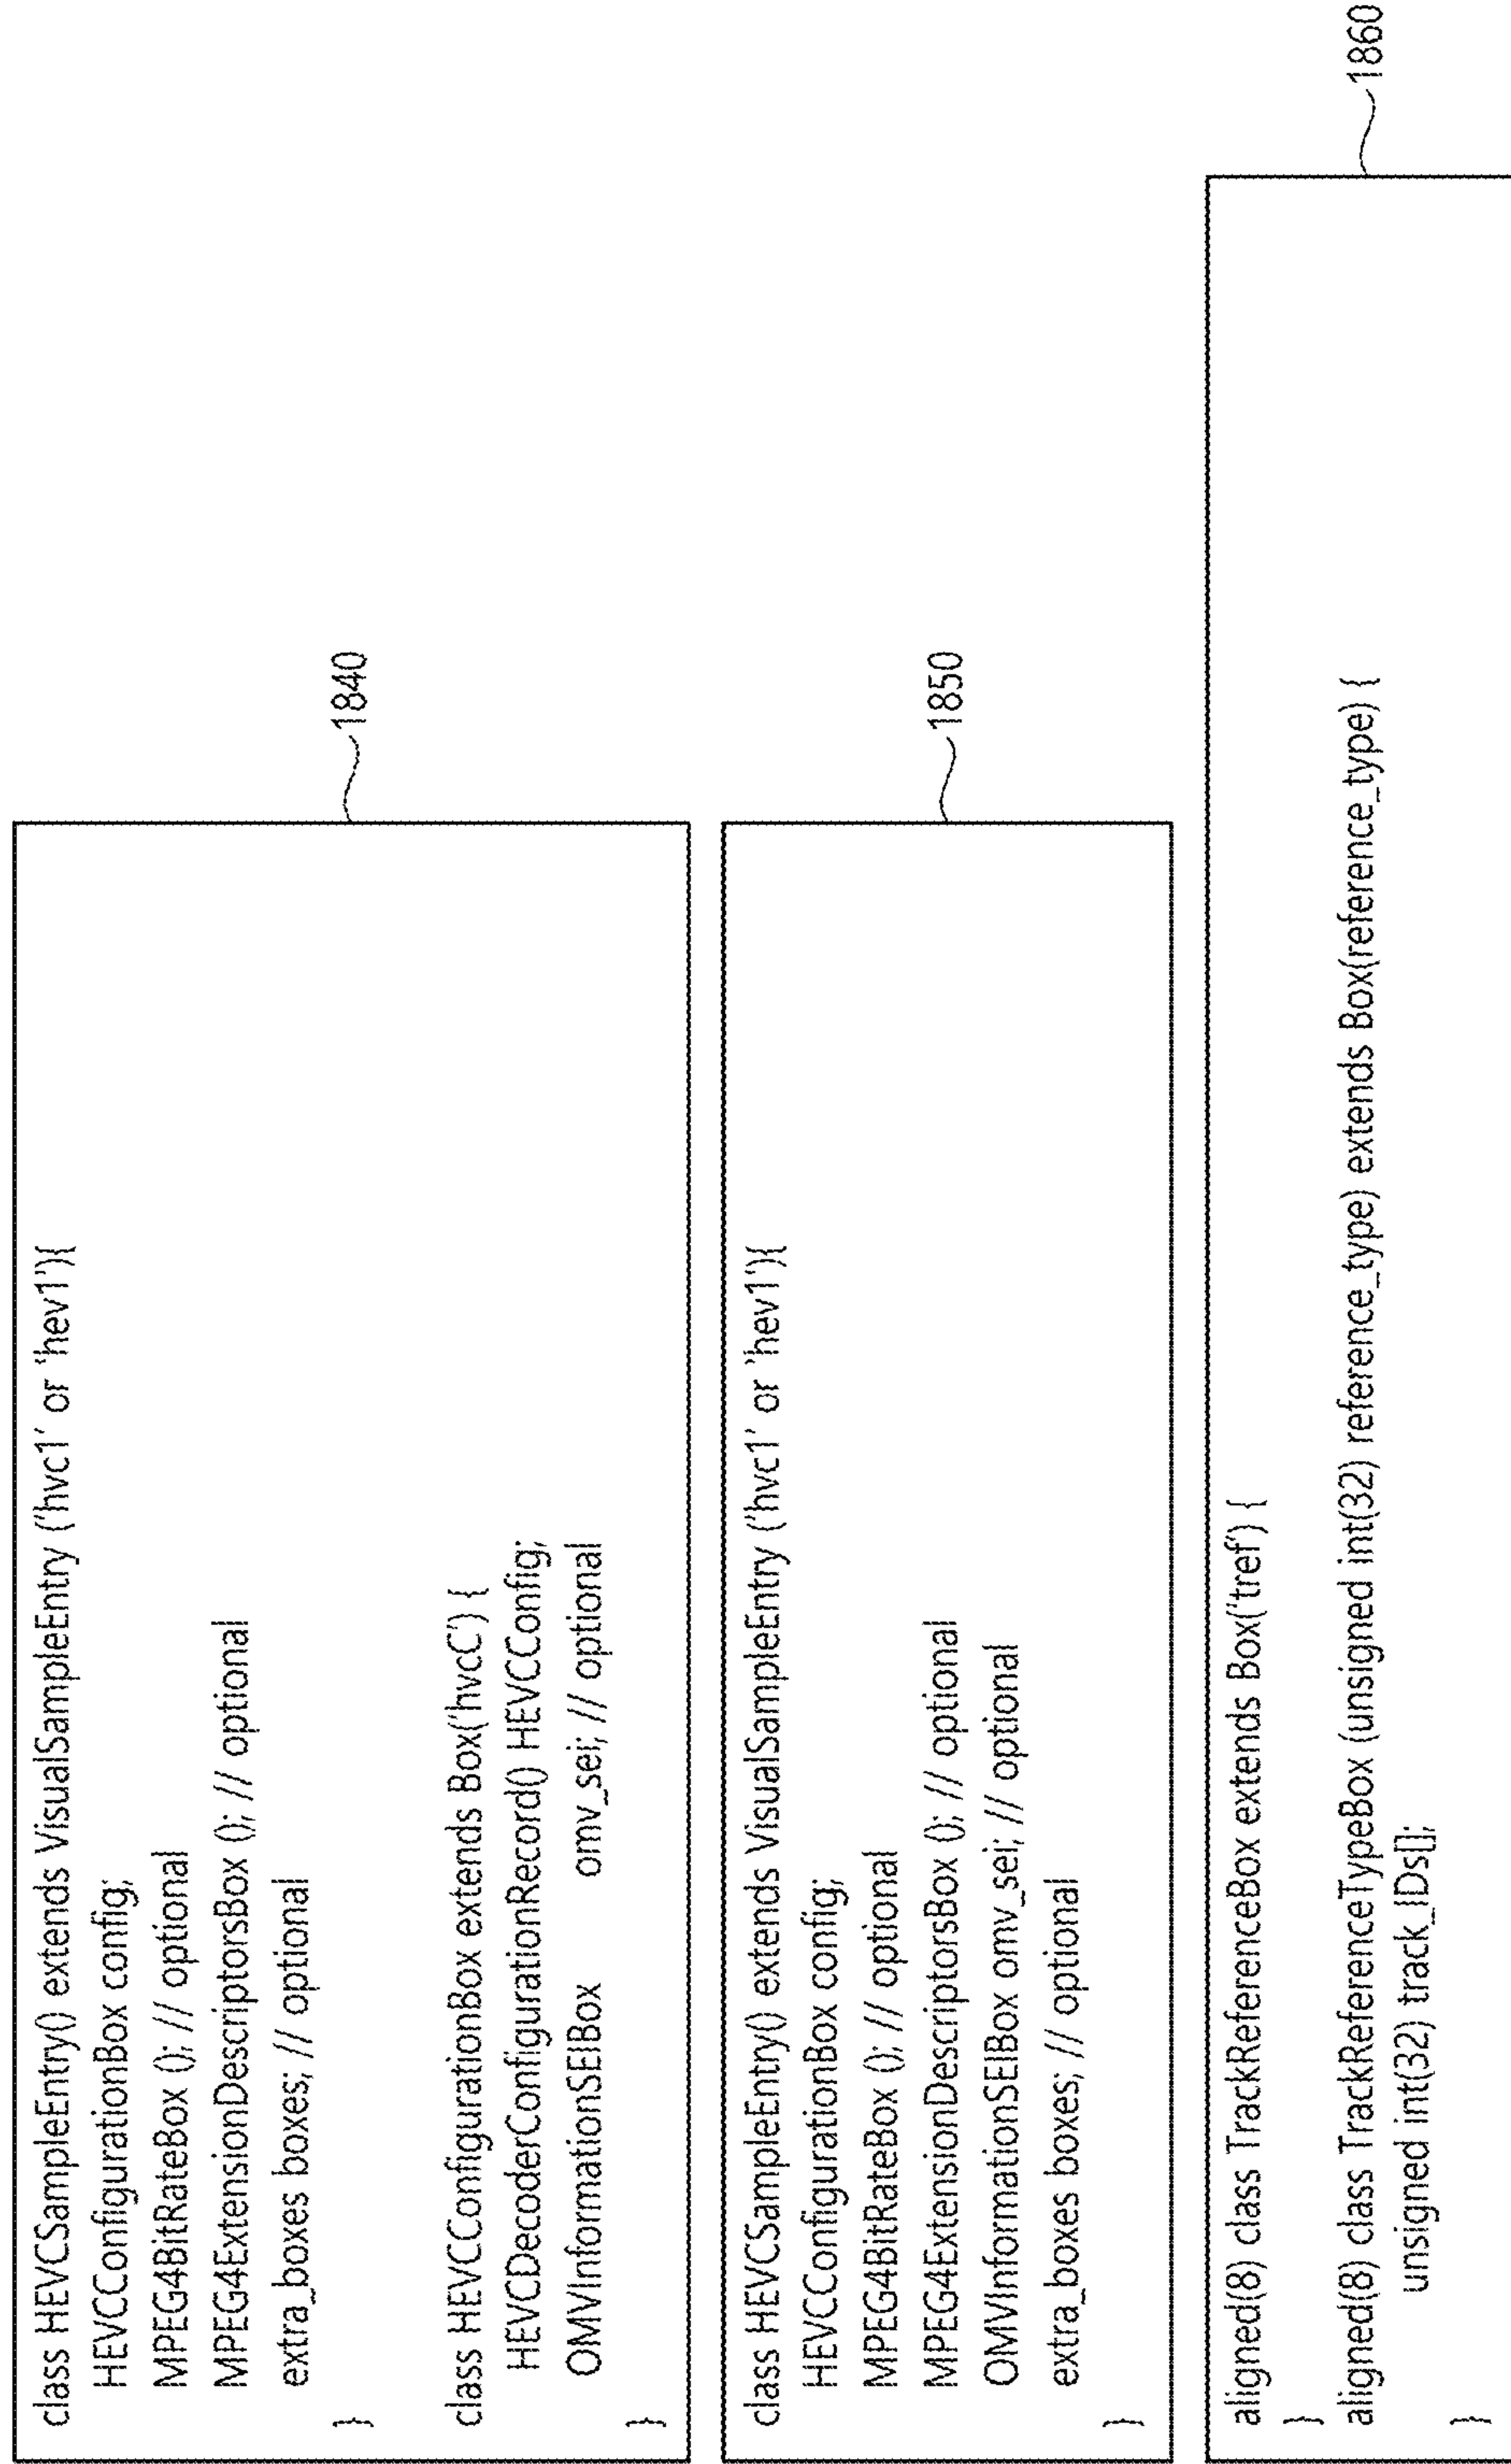 class HEVCSampleEntry() extends VisualSampleEntry ('hvc1' or 'hev1'){
HEVCConfigurationBox config;
MPEG4BitRateBox (); // optional
MPEG4ExtensionDescriptorsBox (); // optional
extra_boxes boxes; // optional
}
class HEVCConfigurationBox extends Box('hvcC') {
HEVCDecoderConfigurationRecord() HEVCConfig;
OMVInformationSEIBox omv_sei; // optional
}
1840
class HEVCSampleEntry() extends VisualSampleEntry ('hvc1' or 'hev1'){
HEVCConfigurationBox config;
MPEG4BitRateBox (); // optional
MPEG4ExtensionDescriptorsBox (); // optional
OMVInformationSEIBox omv_sei; // optional
extra_boxes boxes; // optional
}
1850
aligned(8) class TrackReferenceBox extends Box('tref') {
}
aligned(8) class TrackReferenceTypeBox (unsigned int(32) reference_type) extends Box(reference_type) {
unsigned int(32) track_IDs[];
}
1860